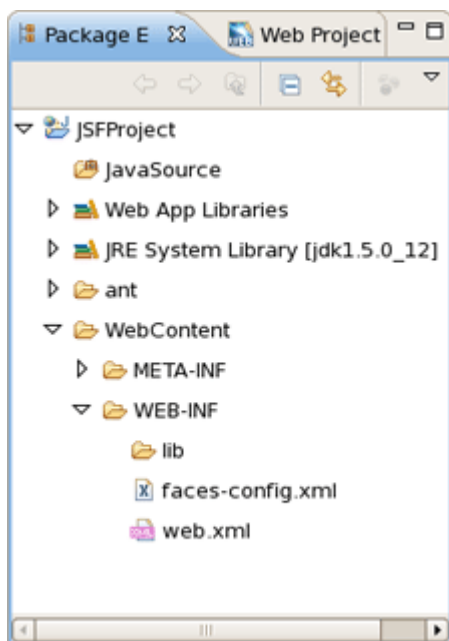 Package E Web Project
JSFProject
JavaSource
Web App Libraries
JRE System Library [jdk1.5.0_12]
ant
WebContent
META-INF
WEB-INF
lib
faces-config.xml
web.xml